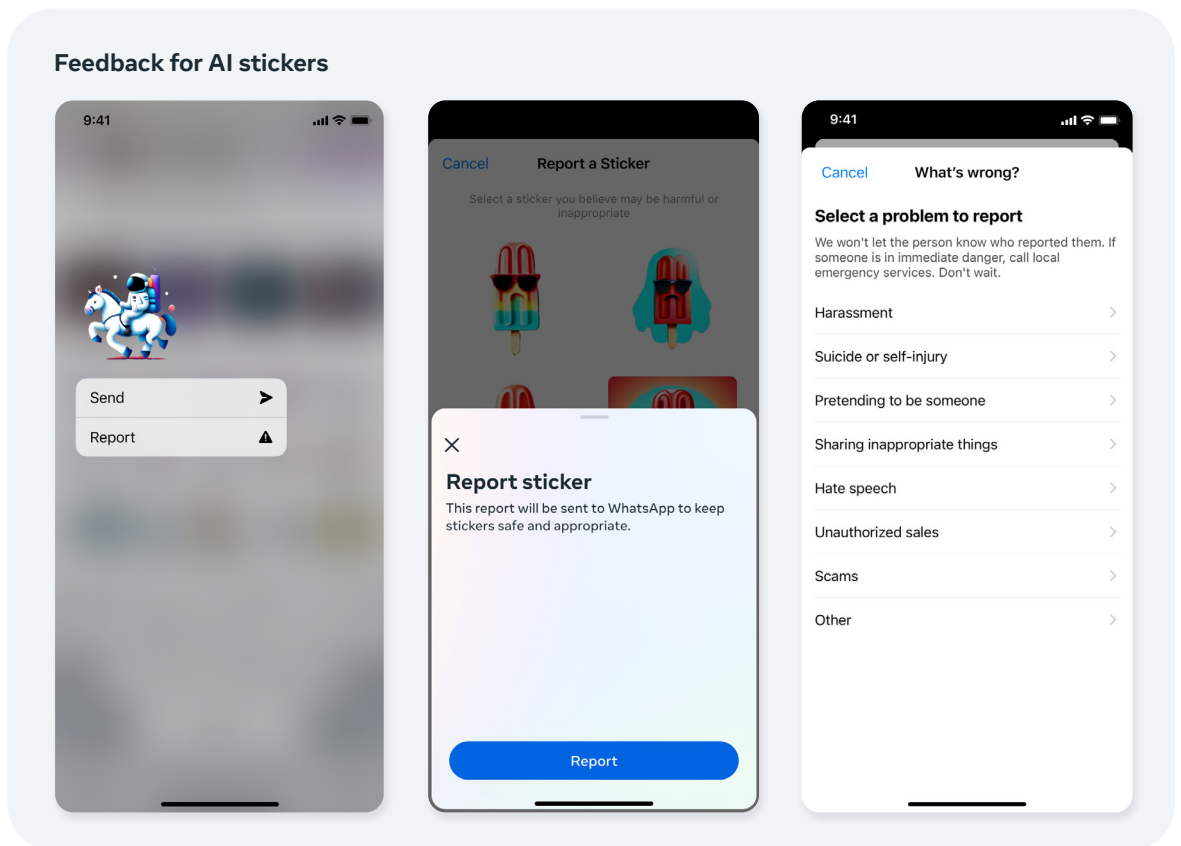 Feedback for AI stickers
9:41
Send
Report
Cancel
Report a Sticker
Select a sticker you believe may be harmful or
inappropriate
Report sticker
This report will be sent to WhatsApp to keep
stickers safe and appropriate.
Report
9:41
Cancel
What's wrong?
Select a problem to report
We won't let the person know who reported them. If
someone is in immediate danger, call local
emergency services. Don't wait.
Harassment
Suicide or self-injury
Pretending to be someone
Sharing inappropriate things
Hate speech
Unauthorized sales
Scams
Other